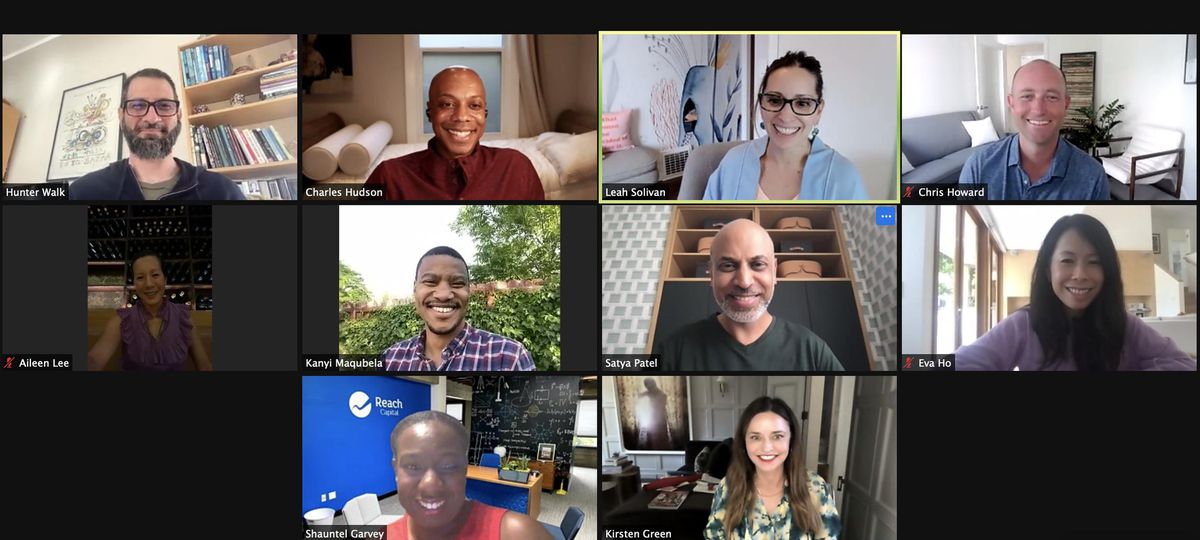 Hunter Walk
Charles Hudson
Leah Solivan
Chris Howard
Aileen Lee
Kanyi Maqubela
Satya Patel
Eva Ho
Reach
Capital
Shauntel Garvey
Kirsten Green